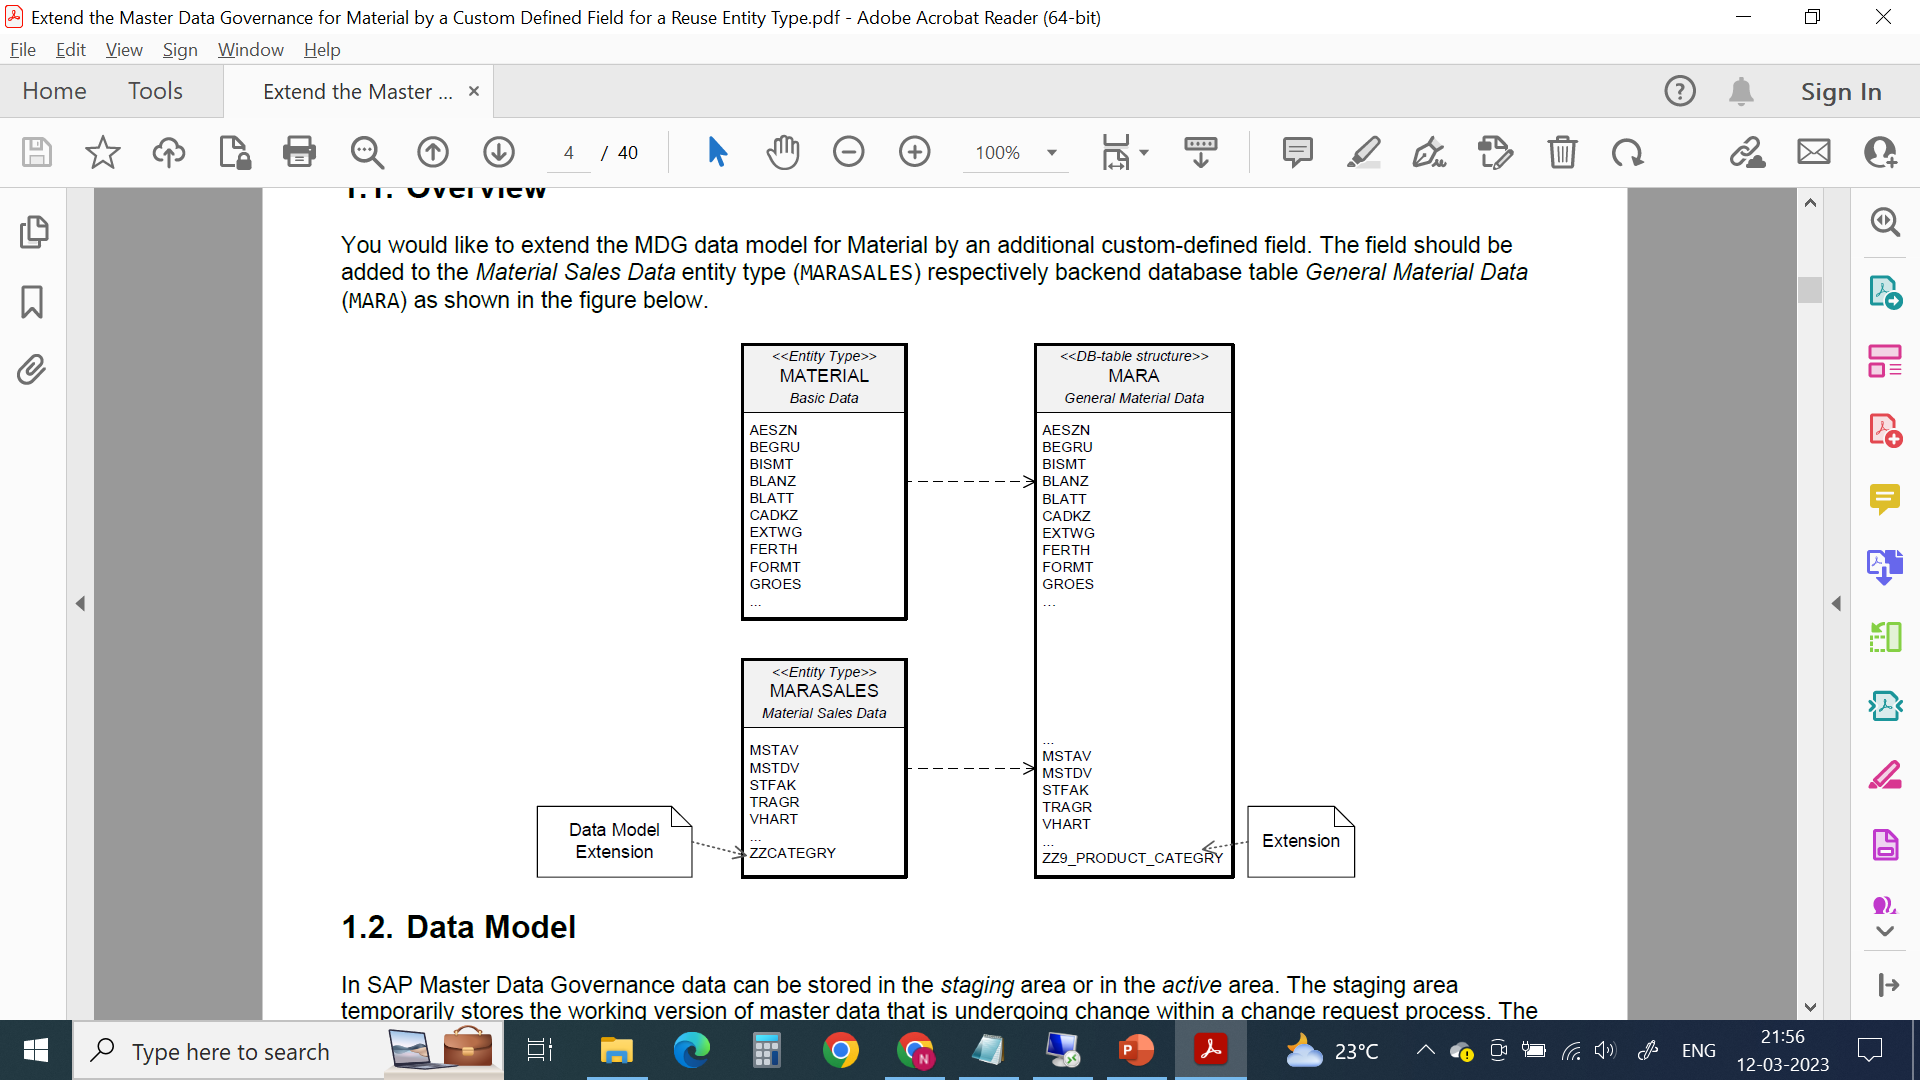 Extend the Master Data Governance for Material by a Custom Defined Field for a Reuse Entity Type.pdf - Adobe Acrobat Reader (64-bit)
File Edit View Sign Window Help
Home Tools Extend the Master ... × Sign In
4 / 40 100%
1.1. Overview
You would like to extend the MDG data model for Material by an additional custom-defined field. The field should be
added to the Material Sales Data entity type (MARASALES) respectively backend database table General Material Data
(MARA) as shown in the figure below.
<<Entity Type>>
MATERIAL
Basic Data
AESZN
BEGRU
BISMT
BLANZ
BLATT
CADKZ
EXTWG
FERTH
FORMT
GROES
...
<<DB-table structure>>
MARA
General Material Data
AESZN
BEGRU
BISMT
BLANZ
BLATT
CADKZ
EXTWG
FERTH
FORMT
GROES
...
...
MSTAV
MSTDV
STFAK
TRAGR
VHART
...
ZZ9_PRODUCT_CATEGRY
<<Entity Type>>
MARASALES
Material Sales Data
MSTAV
MSTDV
STFAK
TRAGR
VHART
...
ZZCATEGRY
Data Model
Extension
Extension
1.2. Data Model
In SAP Master Data Governance data can be stored in the staging area or in the active area. The staging area
temporarily stores the working version of master data that is undergoing change within a change request process. The
Type here to search
N
P
23°C
ENG
21:56
12-03-2023